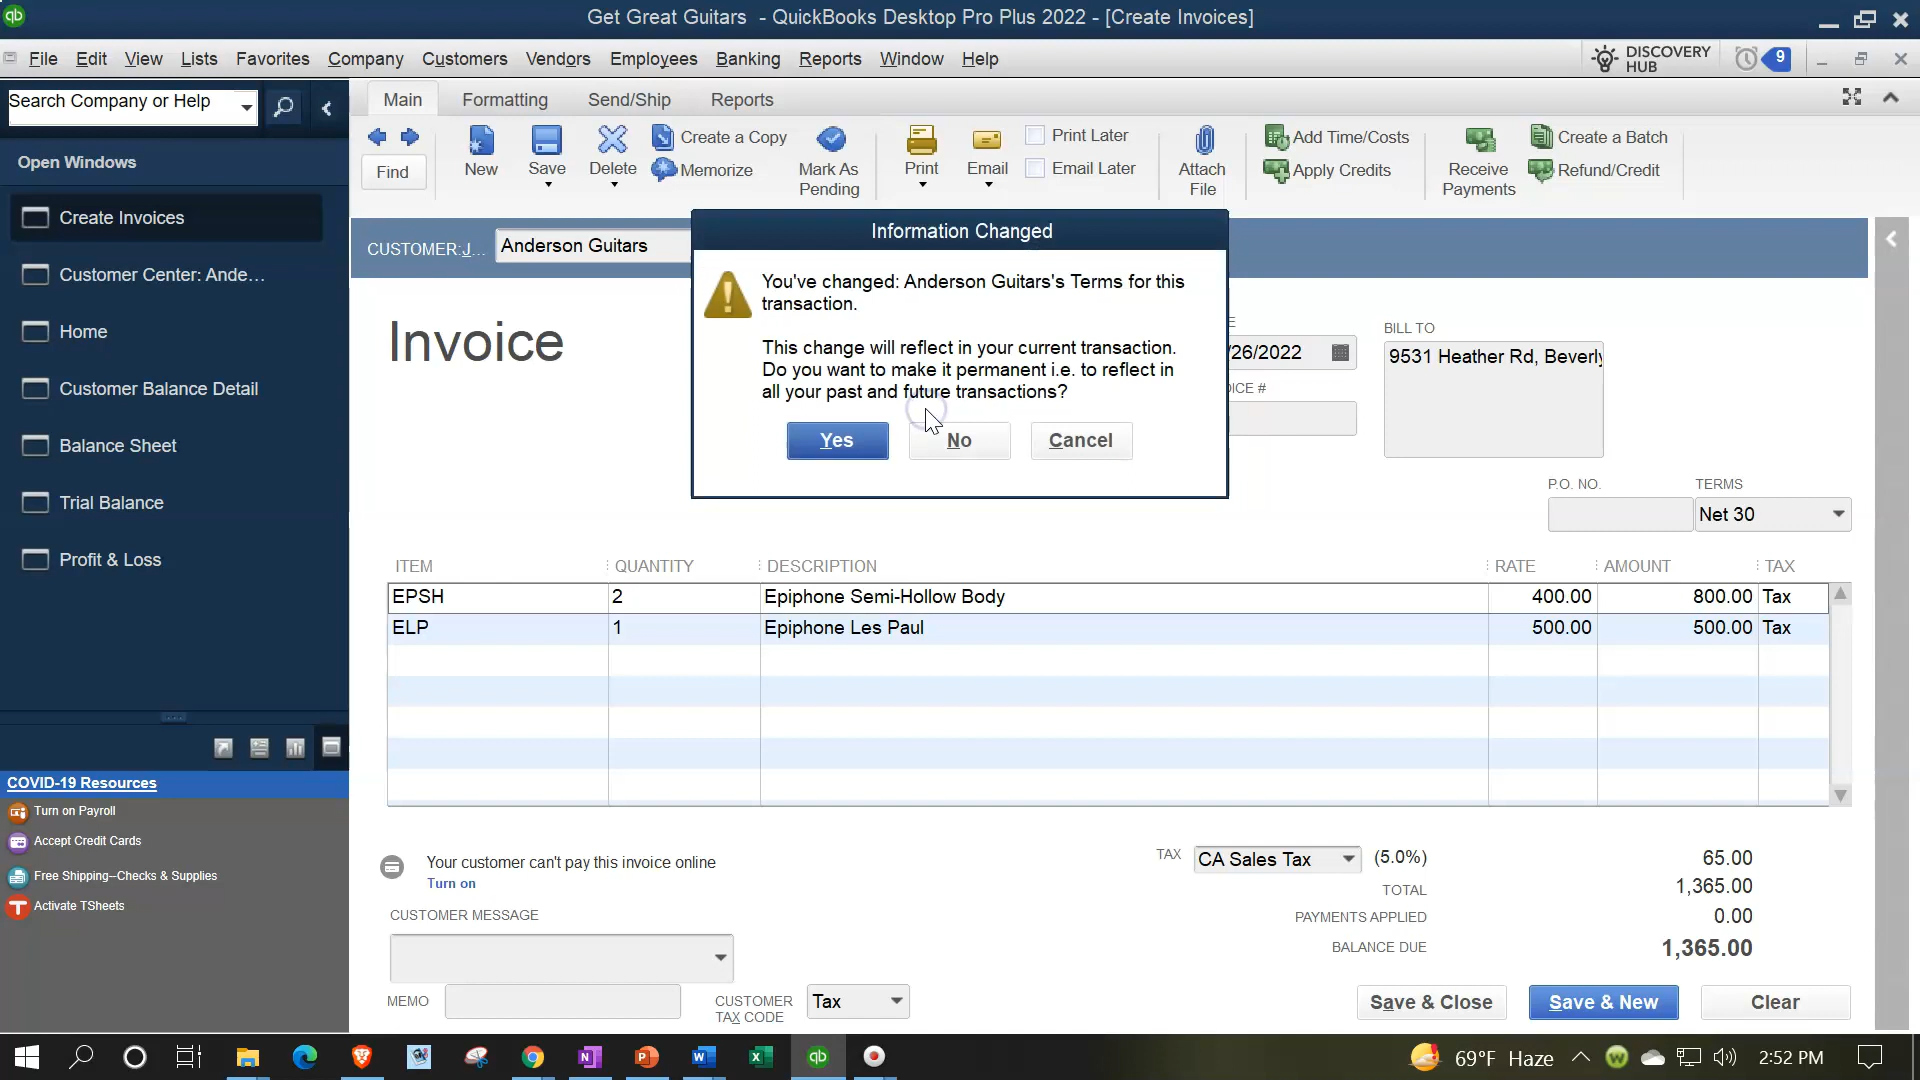 qb
Get Great Guitars - QuickBooks Desktop Pro Plus 2022 - [Create Invoices]
File Edit View Lists Favorites Company Customers Vendors Employees Banking Reports Window Help
DISCOVERY
HUB
9
Search Company or Help
Main Formatting Send/Ship Reports
Find
New
Save
Delete
Create a Copy
Memorize
Mark As
Pending
Print
Email
Print Later
Email Later
Attach
File
Add Time/Costs
Apply Credits
Receive
Payments
Create a Batch
Refund/Credit
Open Windows
Create Invoices
Customer Center: Ande...
Home
Customer Balance Detail
Balance Sheet
Trial Balance
Profit & Loss
COVID-19 Resources
Turn on Payroll
Accept Credit Cards
Free Shipping--Checks & Supplies
Activate TSheets
CUSTOMER:J...
Anderson Guitars
Information Changed
You've changed: Anderson Guitars's Terms for this
transaction.
This change will reflect in your current transaction.
Do you want to make it permanent i.e. to reflect in
all your past and future transactions?
Yes No Cancel
Invoice
E
/26/2022
OICE #
BILL TO
9531 Heather Rd, Beverly
P.O. NO.
TERMS
Net 30
ITEM QUANTITY DESCRIPTION RATE AMOUNT TAX
EPSH 2 Epiphone Semi-Hollow Body 400.00 800.00 Tax
ELP 1 Epiphone Les Paul 500.00 500.00 Tax
Your customer can't pay this invoice online
Turn on
TAX CA Sales Tax (5.0%) 65.00
TOTAL 1,365.00
PAYMENTS APPLIED 0.00
BALANCE DUE 1,365.00
CUSTOMER MESSAGE
MEMO
CUSTOMER
TAX CODE
Tax
Save & Close Save & New Clear
qb
69°F Haze
2:52 PM